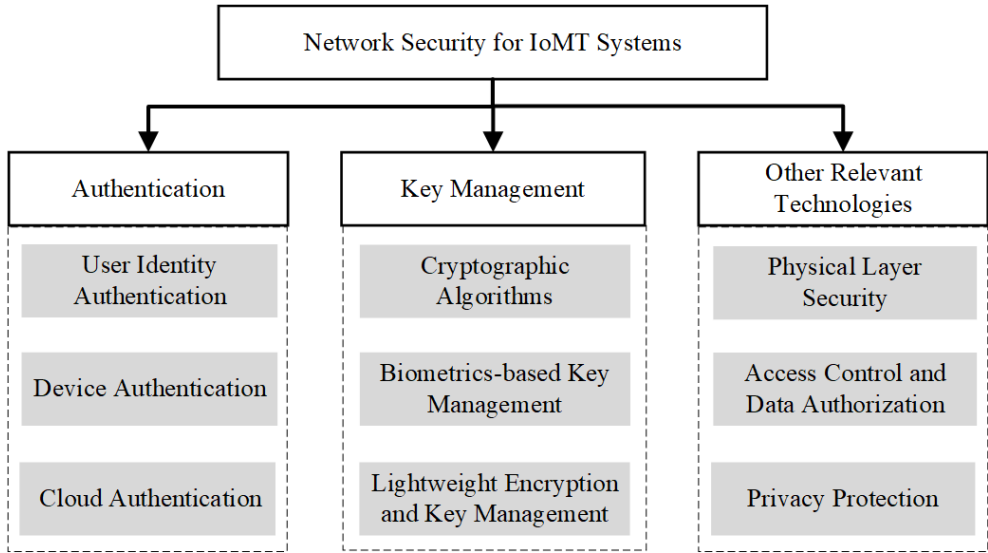 Network Security for IoMT Systems
Authentication
User Identity
Authentication
Device Authentication
Cloud Authentication
Key Management
Cryptographic
Algorithms
Biometrics-based Key
Management
Lightweight Encryption
and Key Management
Other Relevant
Technologies
Physical Layer
Security
Access Control and
Data Authorization
Privacy Protection